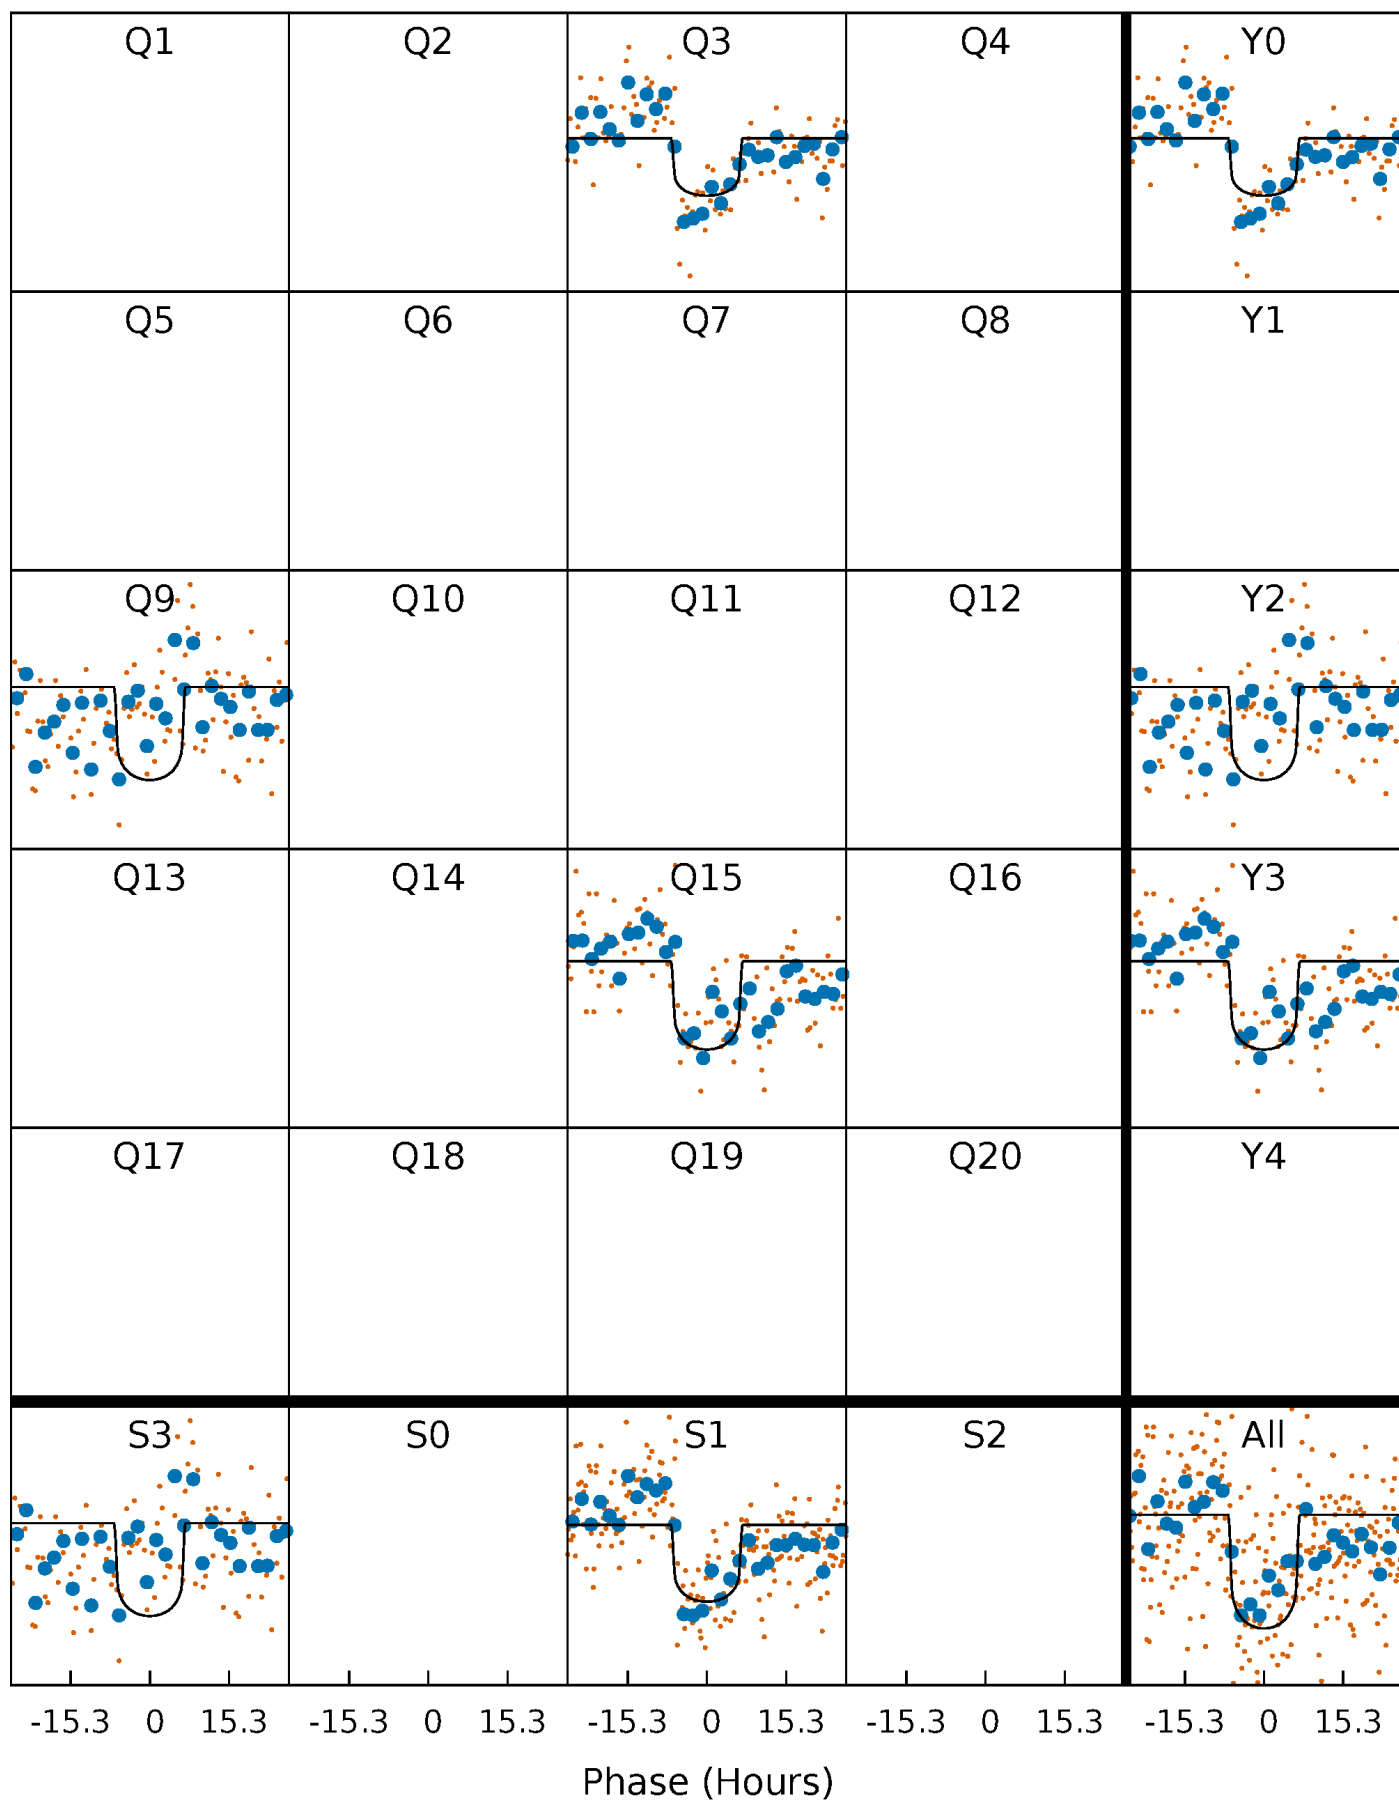 Q1 Q2 Q3 Q4 Y0
Q5 Q6 Q7 Q8 Y1
Q9 Q10 Q11 Q12 Y2
Q13 Q14 Q15 Q16 Y3
Q17 Q18 Q19 Q20 Y4
S3 S0 S1 S2 All
-15.3 0 15.3 -15.3 0 15.3 -15.3 0 15.3 -15.3 0 15.3 -15.3 0 15.3
Phase (Hours)